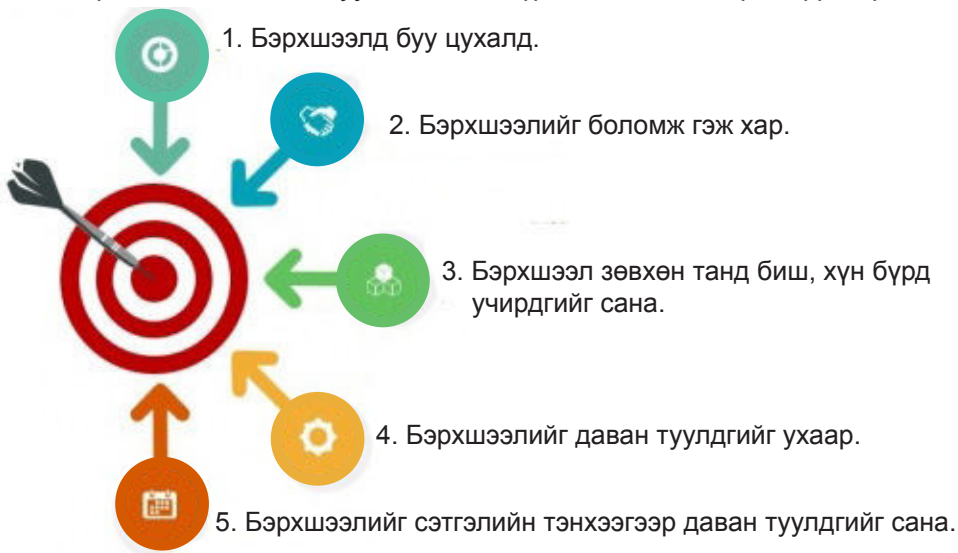 1. Бэрхшээлд буу цухалд.
2. Бэрхшээлийг боломж гэж хар.
3. Бэрхшээл зөвхөн танд биш, хүн бүрд
учирдгийг сана.
4. Бэрхшээлийг даван туулдгийг ухаар.
5. Бэрхшээлийг сэтгэлийн тэнхээгээр даван туулдгийг сана.